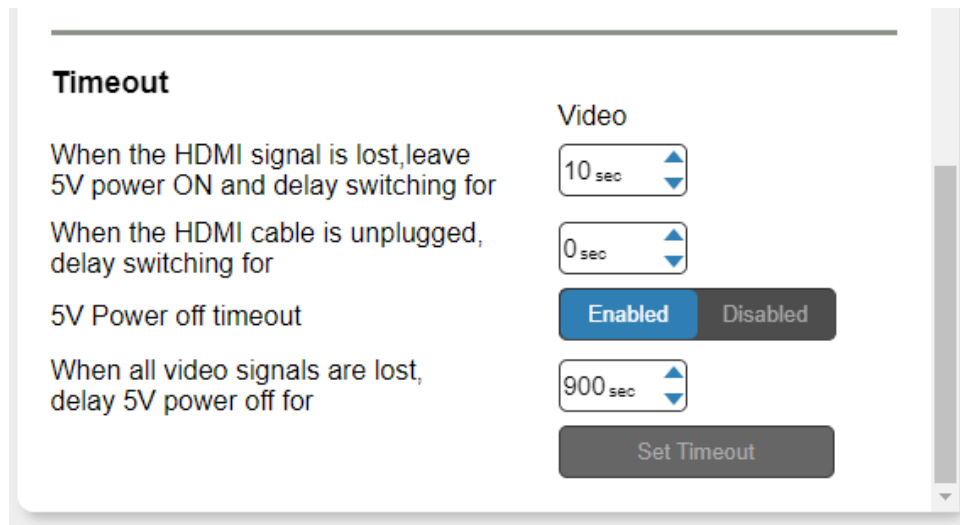 Timeout
Video
When the HDMI signal is lost,leave
5V power ON and delay switching for
10 sec
When the HDMI cable is unplugged,
delay switching for
0 sec
5V Power off timeout
Enabled Disabled
When all video signals are lost,
delay 5V power off for
900 sec
Set Timeout